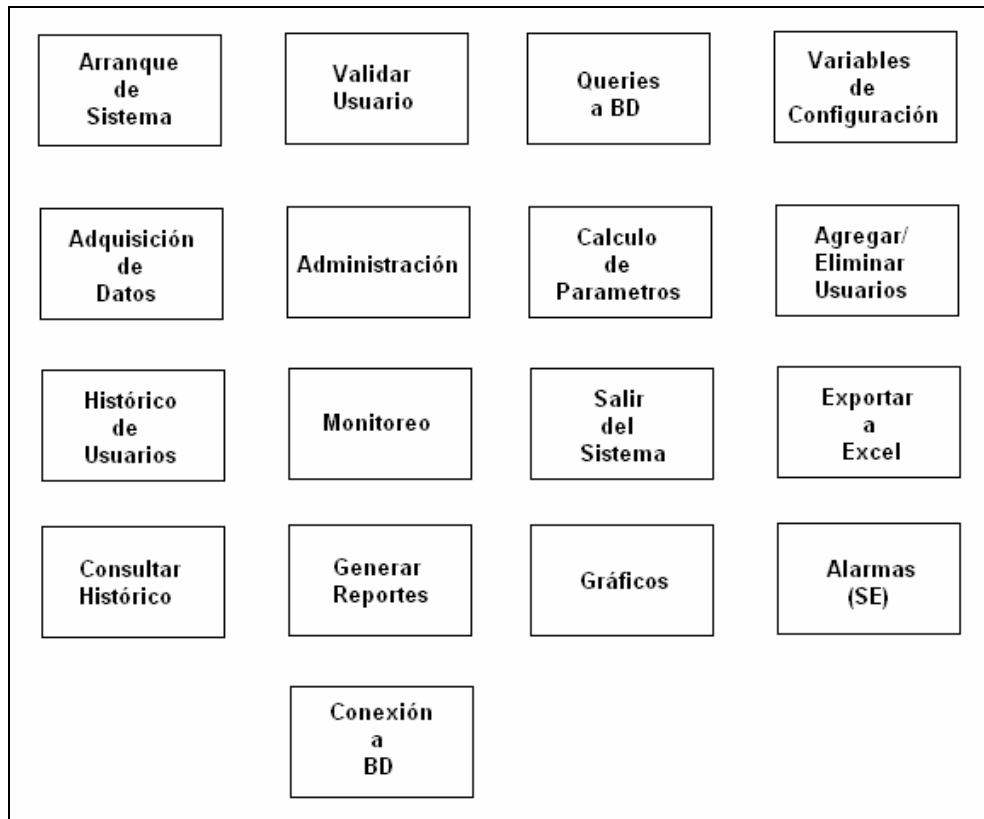 Arranque
de
Sistema
Validar
Usuario
Queries
a BD
Variables
de
Configuración
Adquisición
de
Datos
Administración
Calculo
de
Parametros
Agregar/
Eliminar
Usuarios
Histórico
de
Usuarios
Monitoreo
Salir
del
Sistema
Exportar
a
Excel
Consultar
Histórico
Generar
Reportes
Gráficos
Alarmas
(SE)
Conexión
a
BD